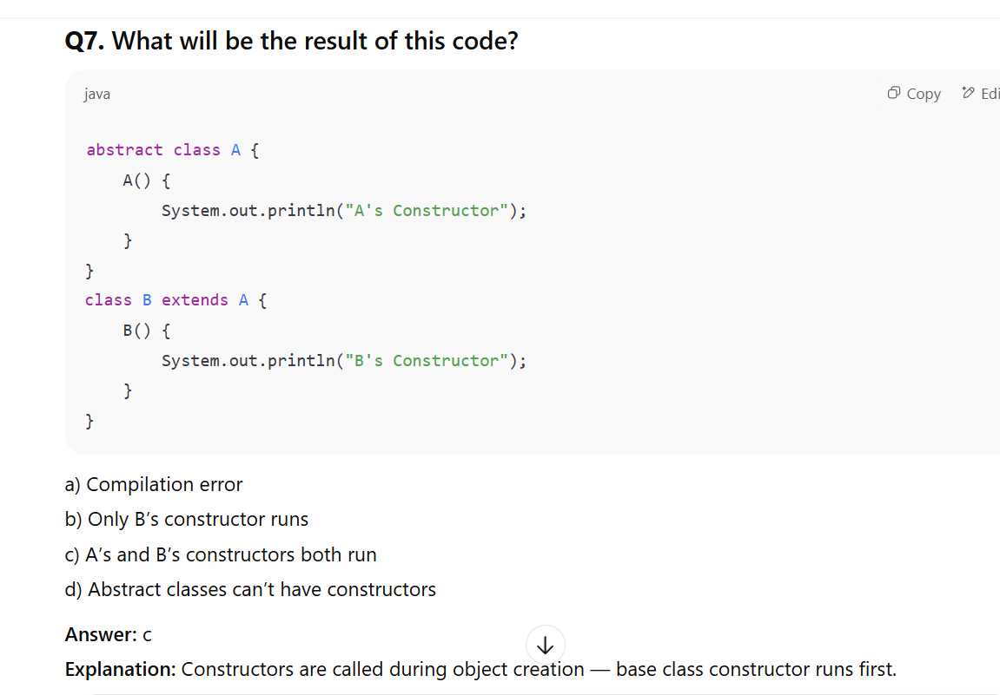 Q7. What will be the result of this code?
java Copy Edi
abstract class A {
    A() {
        System.out.println("A's Constructor");
    }
}
class B extends A {
    B() {
        System.out.println("B's Constructor");
    }
}
a) Compilation error
b) Only B’s constructor runs
c) A’s and B’s constructors both run
d) Abstract classes can’t have constructors
Answer: c
Explanation: Constructors are called during object creation — base class constructor runs first.